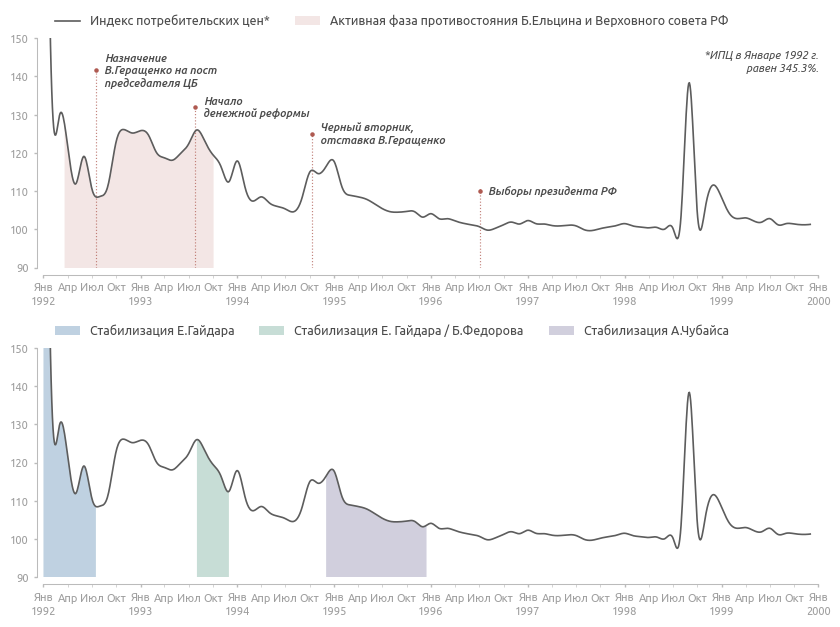 Индекс потребительских цен*
Активная фаза противостояния Б.Ельцина и Верховного совета РФ
150
140
130
120
110
100
90
Назначение
В.Геращенко на пост
председателя ЦБ
Начало
денежной реформы
Черный вторник,
отставка В.Геращенко
Выборы президента РФ
*ИПЦ в Январе 1992 г.
равен 345.3%.
Янв Апр Июл Окт Янв Апр Июл Окт Янв Апр Июл Окт Янв Апр Июл Окт Янв Апр Июл Окт Янв Апр Июл Окт Янв Апр Июл Окт Янв Апр Июл Окт Янв
1992 1993 1994 1995 1996 1997 1998 1999 2000
Стабилизация Е.Гайдара
Стабилизация Е. Гайдара / Б.Федорова
Стабилизация А.Чубайса
150
140
130
120
110
100
90
Янв Апр Июл Окт Янв Апр Июл Окт Янв Апр Июл Окт Янв Апр Июл Окт Янв Апр Июл Окт Янв Апр Июл Окт Янв Апр Июл Окт Янв Апр Июл Окт Янв
1992 1993 1994 1995 1996 1997 1998 1999 2000